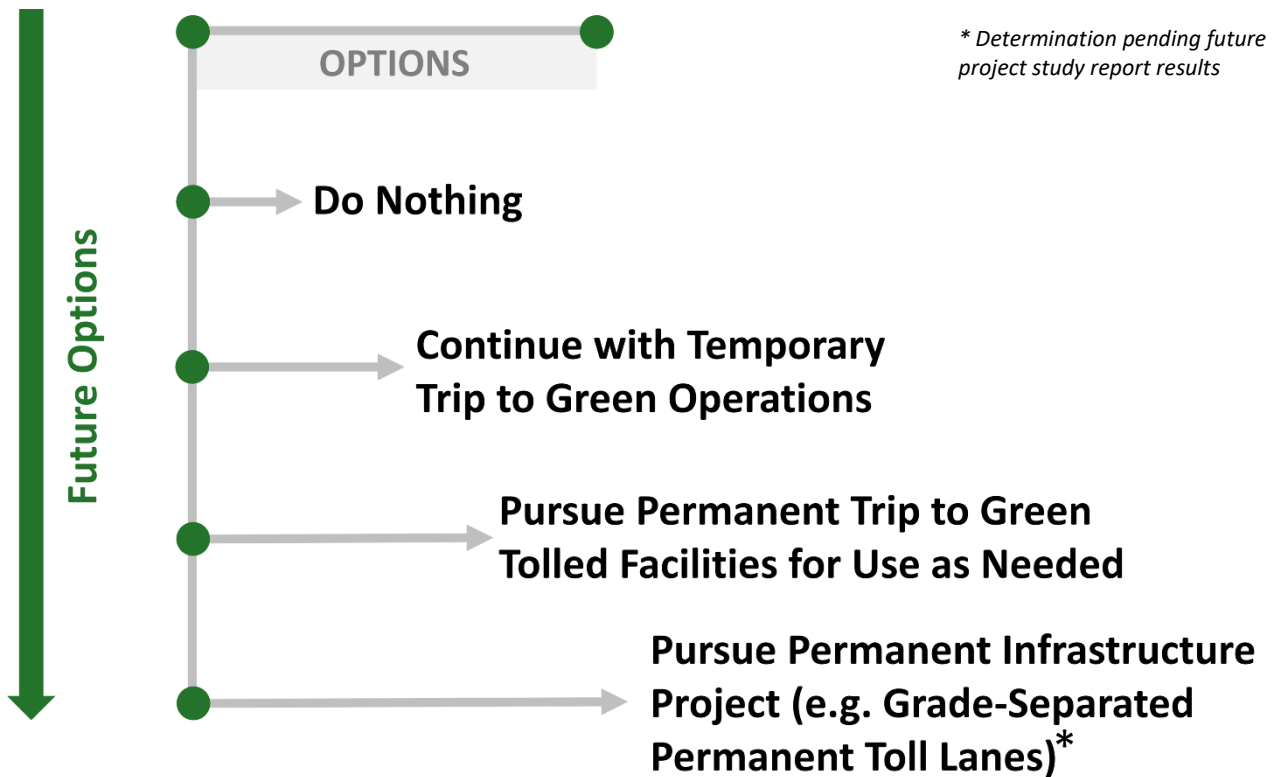 OPTIONS
* Determination pending future
project study report results
Future Options
Do Nothing
Continue with Temporary
Trip to Green Operations
Pursue Permanent Trip to Green
Tolled Facilities for Use as Needed
Pursue Permanent Infrastructure
Project (e.g. Grade-Separated
Permanent Toll Lanes)*